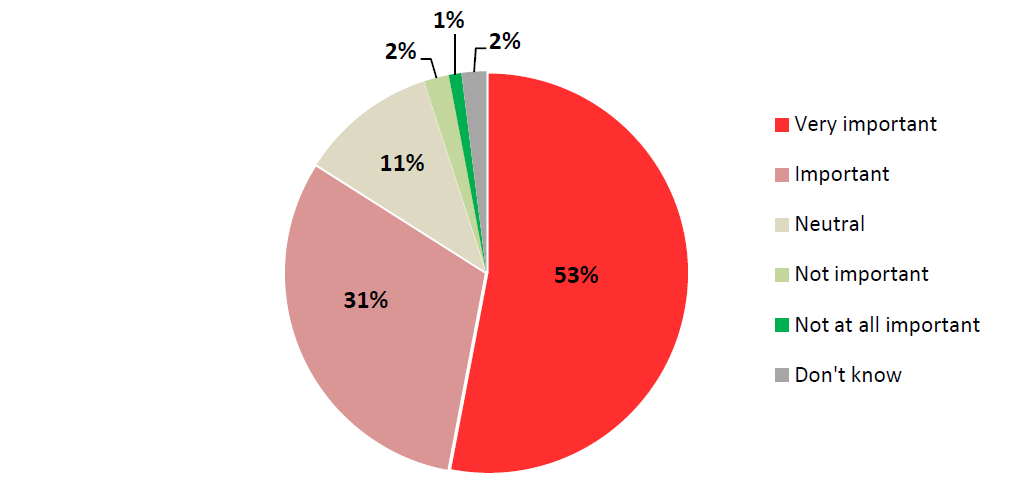 1%
2%
2%
11%
53%
31%
Very important
Important
Neutral
Not important
Not at all important
Don't know